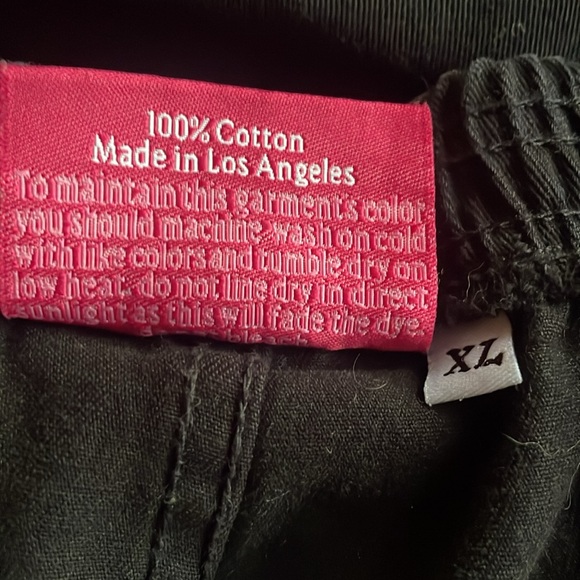 100% Cotton
Made in Los Angeles
To maintain this garment's color
you should machine wash on cold
with like colors and tumble dry on
low heat, do not line dry in direct
sunlight as this will fade the dye.
XL